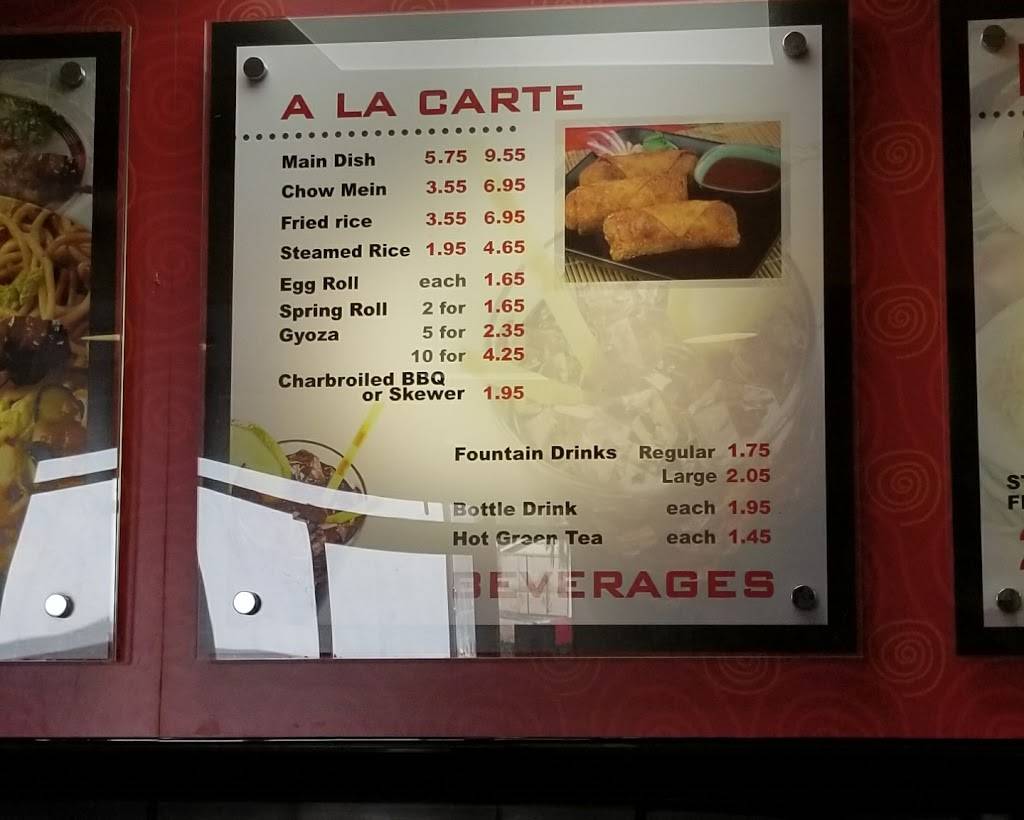 A LA CARTE
Main Dish 5.75 9.55
Chow Mein 3.55 6.95
Fried rice 3.55 6.95
Steamed Rice 1.95 4.65
Egg Roll each 1.65
Spring Roll 2 for 1.65
Gyoza 5 for 2.35
10 for 4.25
Charbroiled BBQ
or Skewer 1.95
Fountain Drinks Regular 1.75
Large 2.05
Bottle Drink each 1.95
Hot Green Tea each 1.45
BEVERAGES